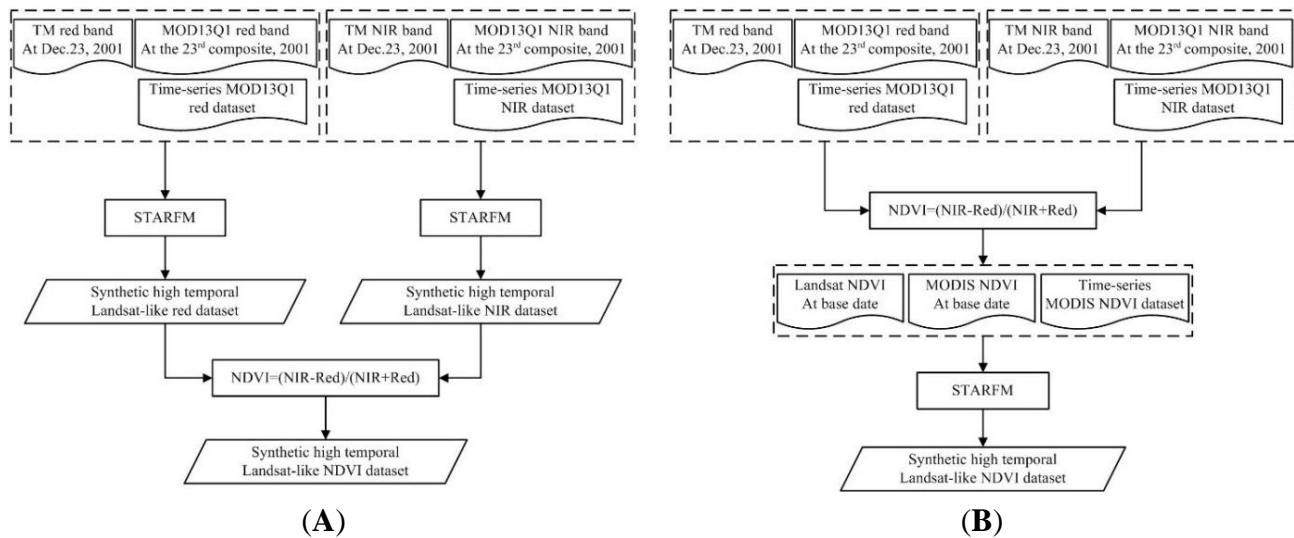 TM red band
At Dec.23, 2001
MOD13Q1 red band
At the 23rd composite, 2001
Time-series MOD13Q1
red dataset
TM NIR band
At Dec.23, 2001
MOD13Q1 NIR band
At the 23rd composite, 2001
Time-series MOD13Q1
NIR dataset
STARFM
STARFM
Synthetic high temporal
Landsat-like red dataset
Synthetic high temporal
Landsat-like NIR dataset
NDVI=(NIR-Red)/(NIR+Red)
Synthetic high temporal
Landsat-like NDVI dataset
(A)
TM red band
At Dec.23, 2001
MOD13Q1 red band
At the 23rd composite, 2001
Time-series MOD13Q1
red dataset
TM NIR band
At Dec.23, 2001
MOD13Q1 NIR band
At the 23rd composite, 2001
Time-series MOD13Q1
NIR dataset
NDVI=(NIR-Red)/(NIR+Red)
Landsat NDVI
At base date
MODIS NDVI
At base date
Time-series
MODIS NDVI dataset
STARFM
Synthetic high temporal
Landsat-like NDVI dataset
(B)